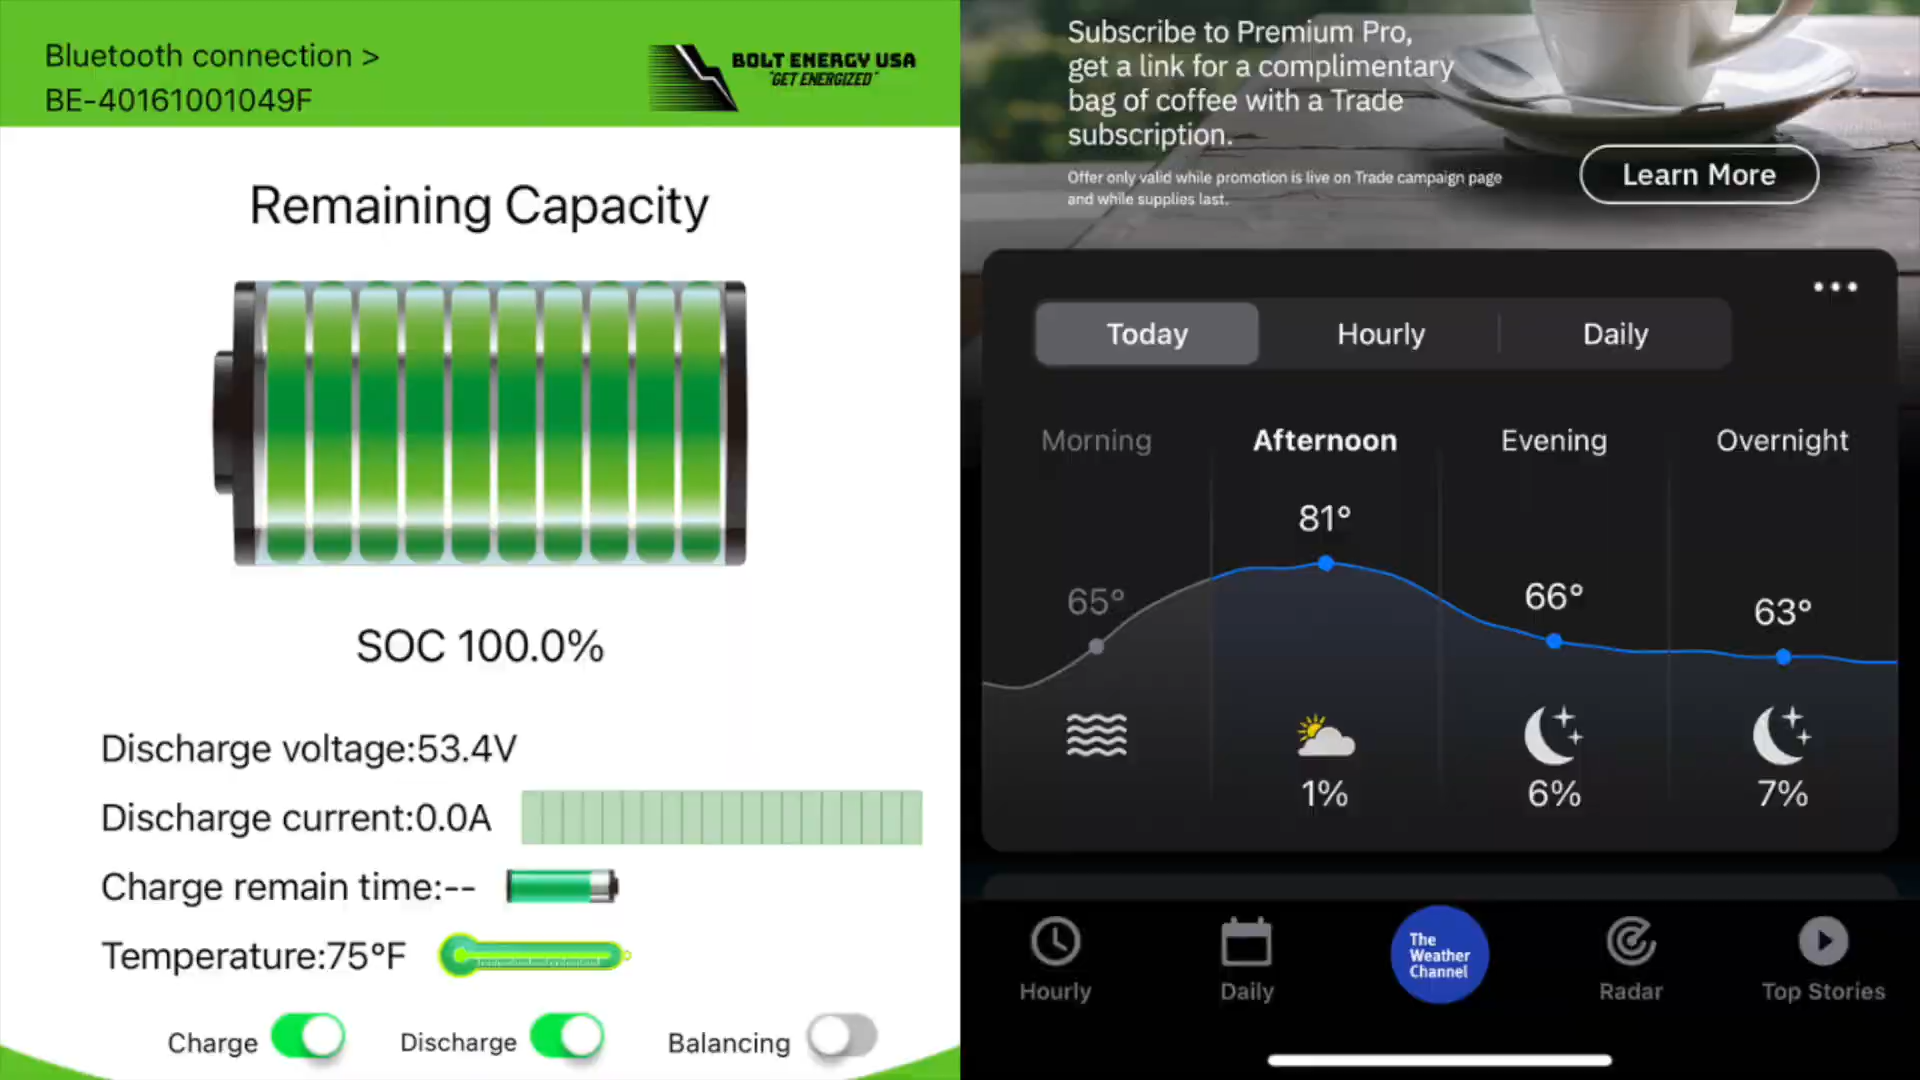 Bluetooth connection >
BE-40161001049F
BOLT ENERGY USA
"GET ENERGIZED"
Remaining Capacity
SOC 100.0%
Discharge voltage:53.4V
Discharge current:0.0A
Charge remain time:--
Temperature:75°F
Charge
Discharge
Balancing
Subscribe to Premium Pro,
get a link for a complimentary
bag of coffee with a Trade
subscription.
Offer only valid while promotion is live on Trade campaign page
and while supplies last.
Learn More
Today Hourly Daily
Morning Afternoon Evening Overnight
65° 81° 66° 63°
1% 6% 7%
The
Weather
Channel
Hourly Daily Radar Top Stories